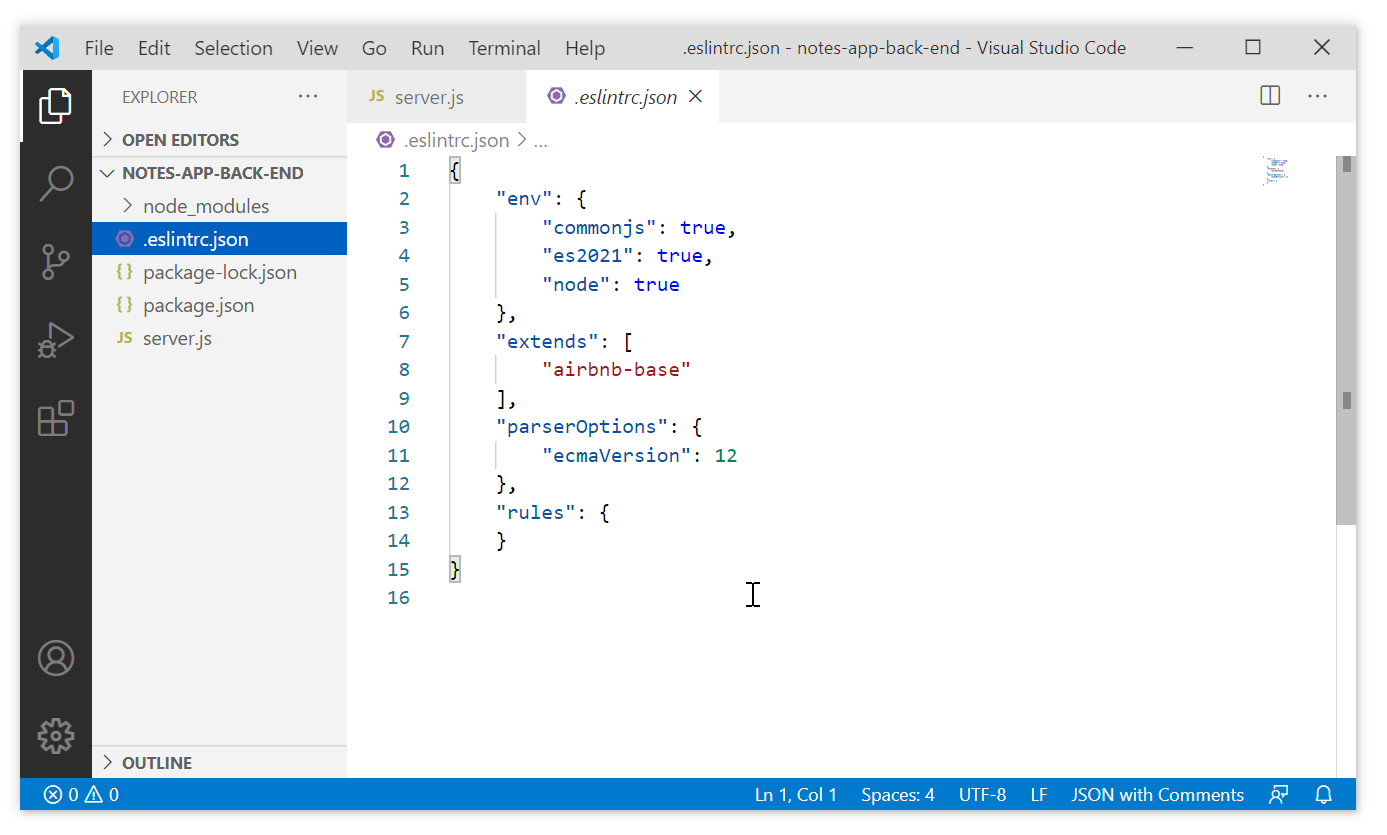 File Edit Selection View Go Run Terminal Help .eslintrc.json - notes-app-back-end - Visual Studio Code
EXPLORER
OPEN EDITORS
NOTES-APP-BACK-END
node_modules
.eslintrc.json
{} package-lock.json
{} package.json
JS server.js
OUTLINE
JS server.js .eslintrc.json
.eslintrc.json > ...
1 {
2     "env": {
3         "commonjs": true,
4         "es2021": true,
5         "node": true
6     },
7     "extends": [
8         "airbnb-base"
9     ],
10     "parserOptions": {
11         "ecmaVersion": 12
12     },
13     "rules": {
14     }
15 }
16
0 0 Ln 1, Col 1 Spaces: 4 UTF-8 LF JSON with Comments